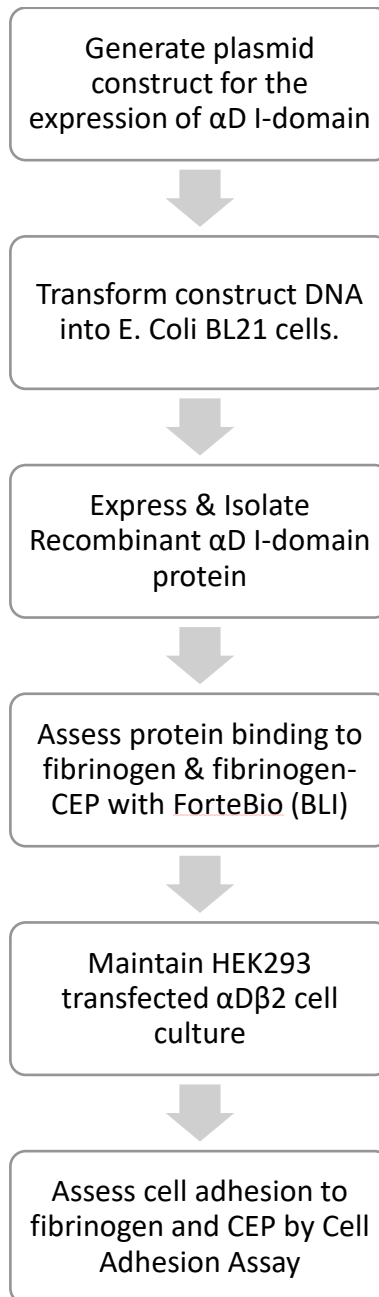 Generate plasmid
construct for the
expression of αD I-domain
Transform construct DNA
into E. Coli BL21 cells.
Express & Isolate
Recombinant αD I-domain
protein
Assess protein binding to
fibrinogen & fibrinogen-
CEP with ForteBio (BLI)
Maintain HEK293
transfected αDβ2 cell
culture
Assess cell adhesion to
fibrinogen and CEP by Cell
Adhesion Assay